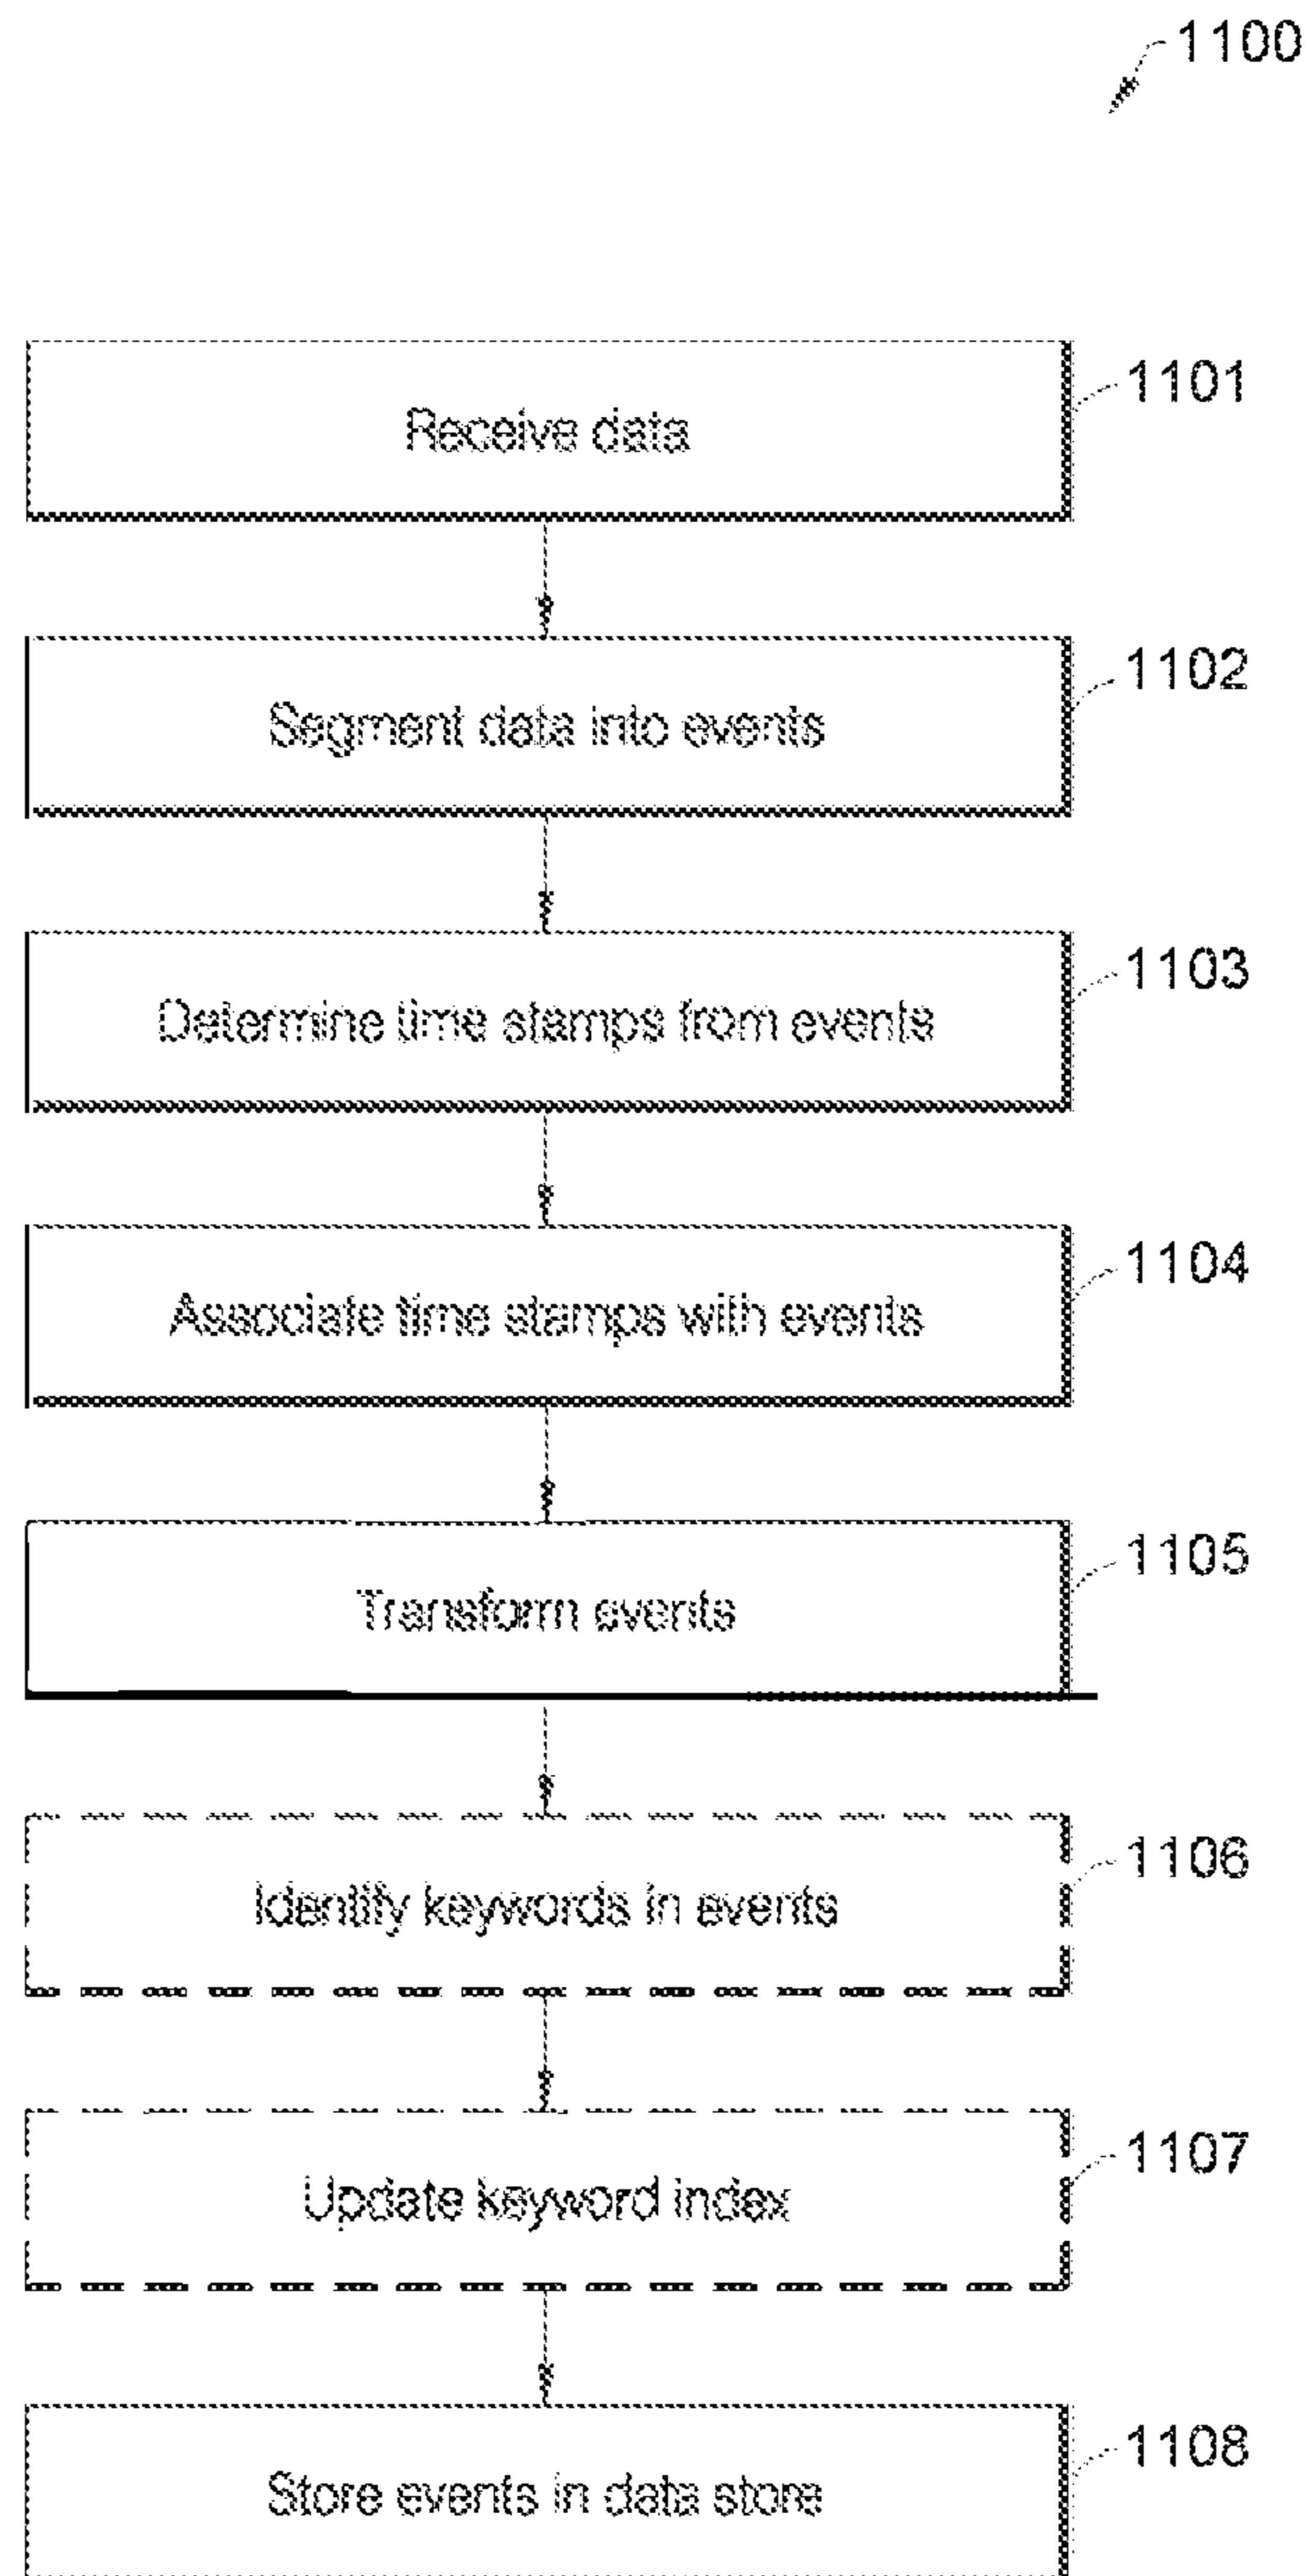 1100
Receive data
1101
Segment data into events
1102
Determine time stamps from events
1103
Associate time stamps with events
1104
Transform events
1105
Identify keywords in events
1106
Update keyword index
1107
Store events in data store
1108